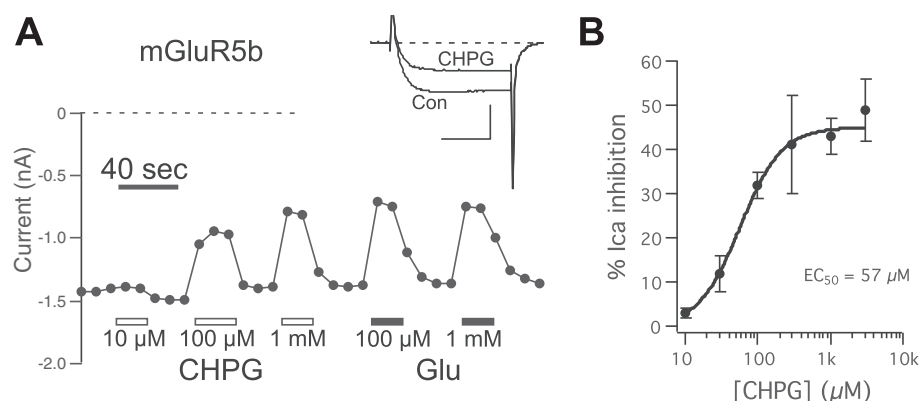 A
mGluR5b
CHPG
Con
0
40 sec
-0.5
-1.0
-1.5
-2.0
Current (nA)
10 µM
100 µM
1 mM
100 µM
1 mM
CHPG
Glu
B
60
50
40
30
20
10
0
% Ica inhibition
EC50 = 57 µM
10
100
1k
10k
[CHPG] (µM)